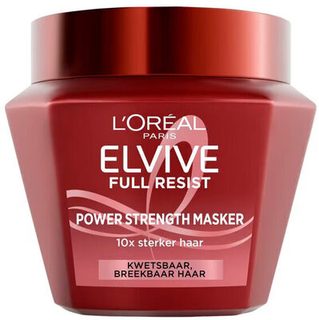 L'ORÉAL
PARIS
ELVIVE
FULL RESIST
POWER STRENGTH MASKER
10x sterker haar
KWETSBAAR,
BREEKBAAR HAAR